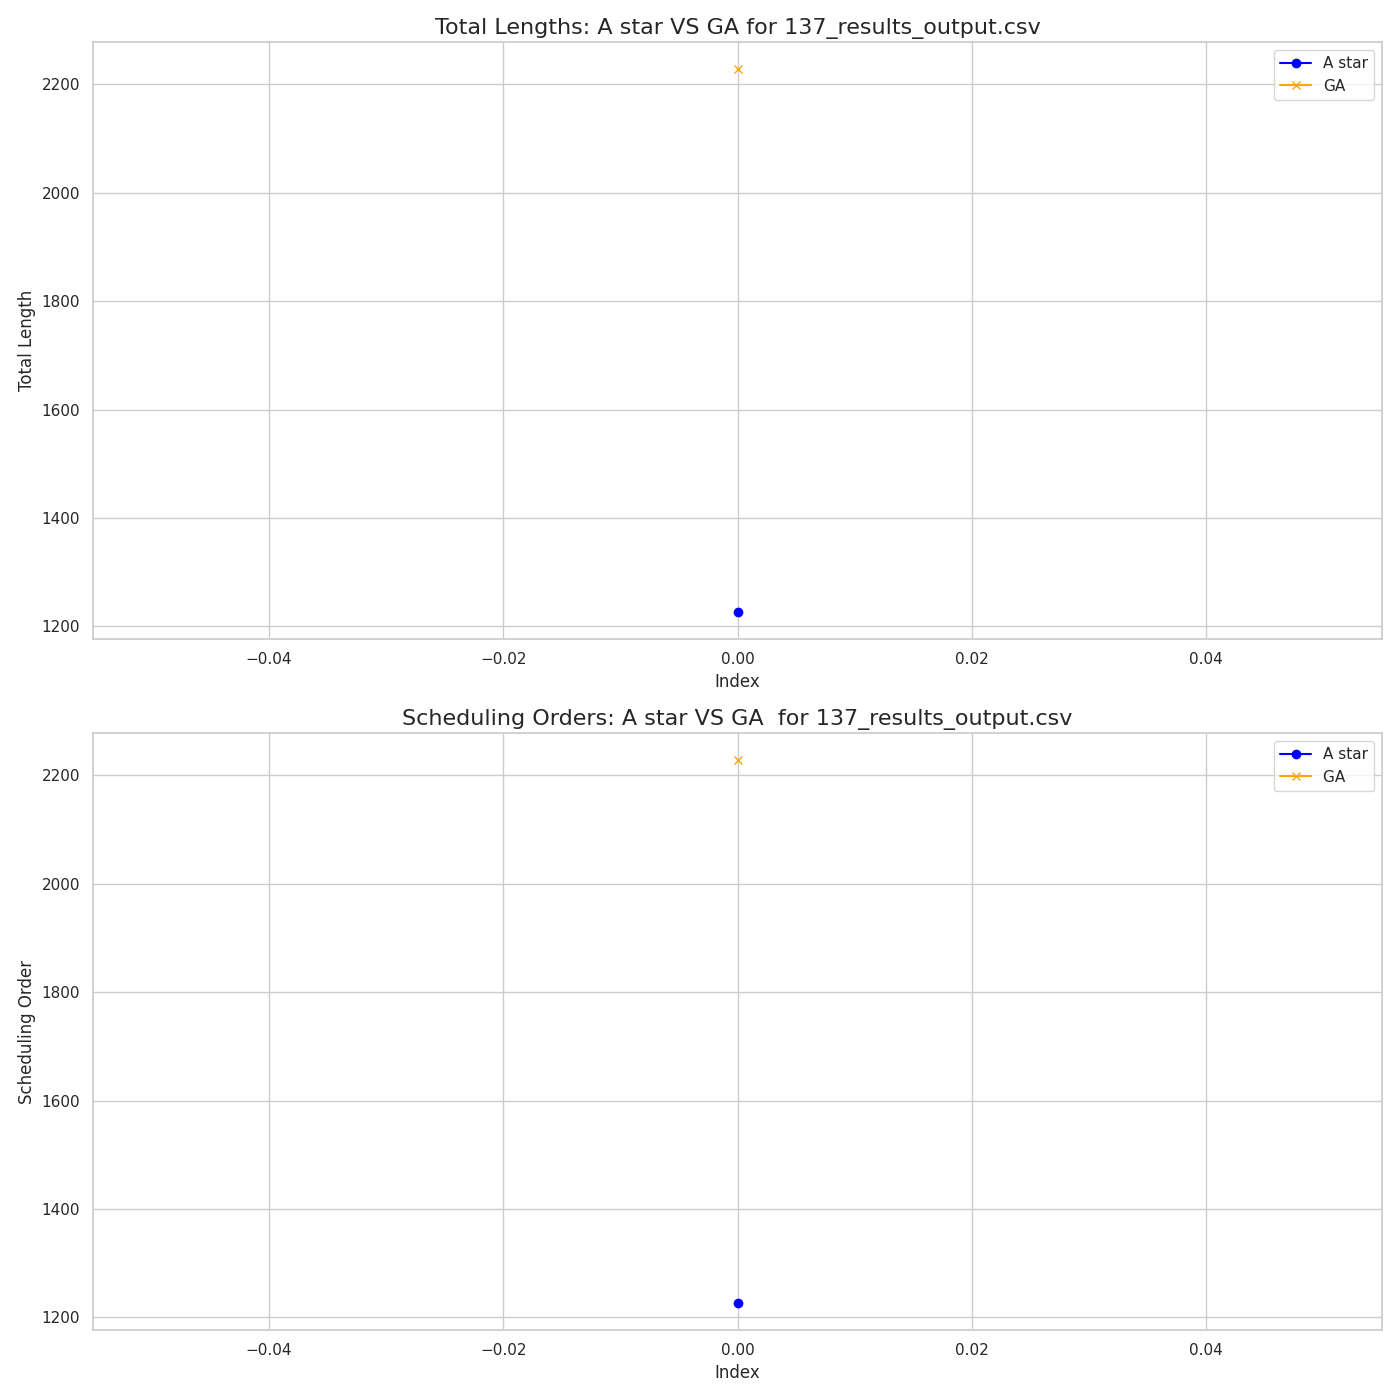 Total Lengths: A star VS GA for 137_results_output.csv
A star
GA
2200
2000
1800
1600
1400
1200
Total Length
−0.04 −0.02 0.00 0.02 0.04
Index
Scheduling Orders: A star VS GA  for 137_results_output.csv
A star
GA
2200
2000
1800
1600
1400
1200
Scheduling Order
−0.04 −0.02 0.00 0.02 0.04
Index